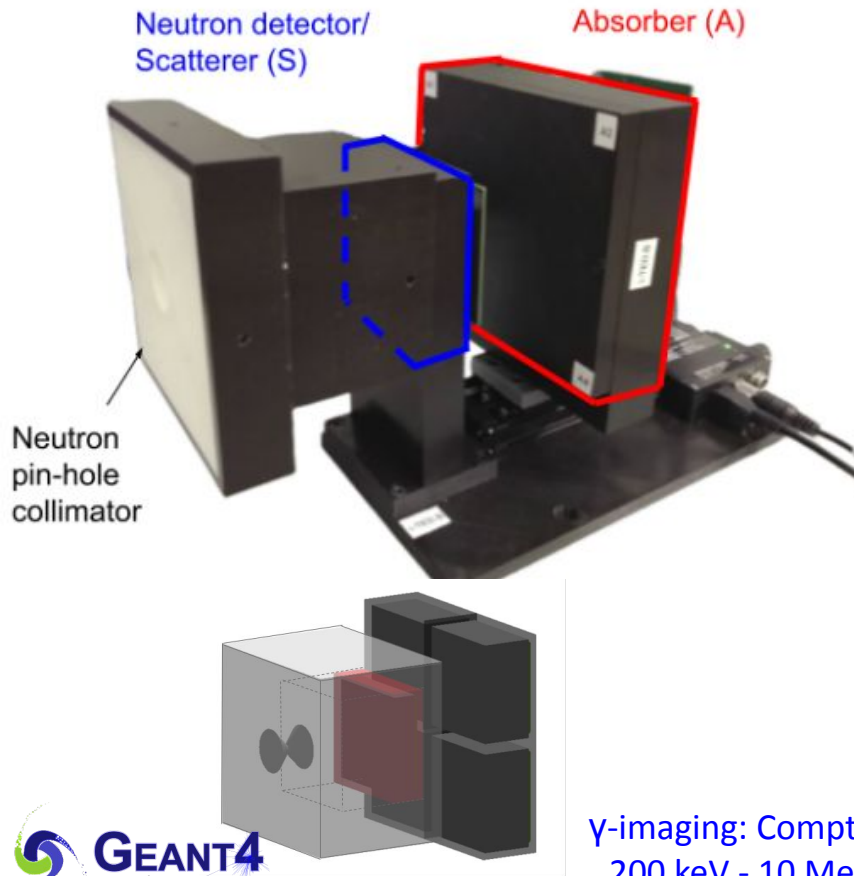 Neutron detector/
Scatterer (S)
Absorber (A)
Neutron
pin-hole
collimator
GEANT4
γ-imaging: Compt
200 keV - 10 Me